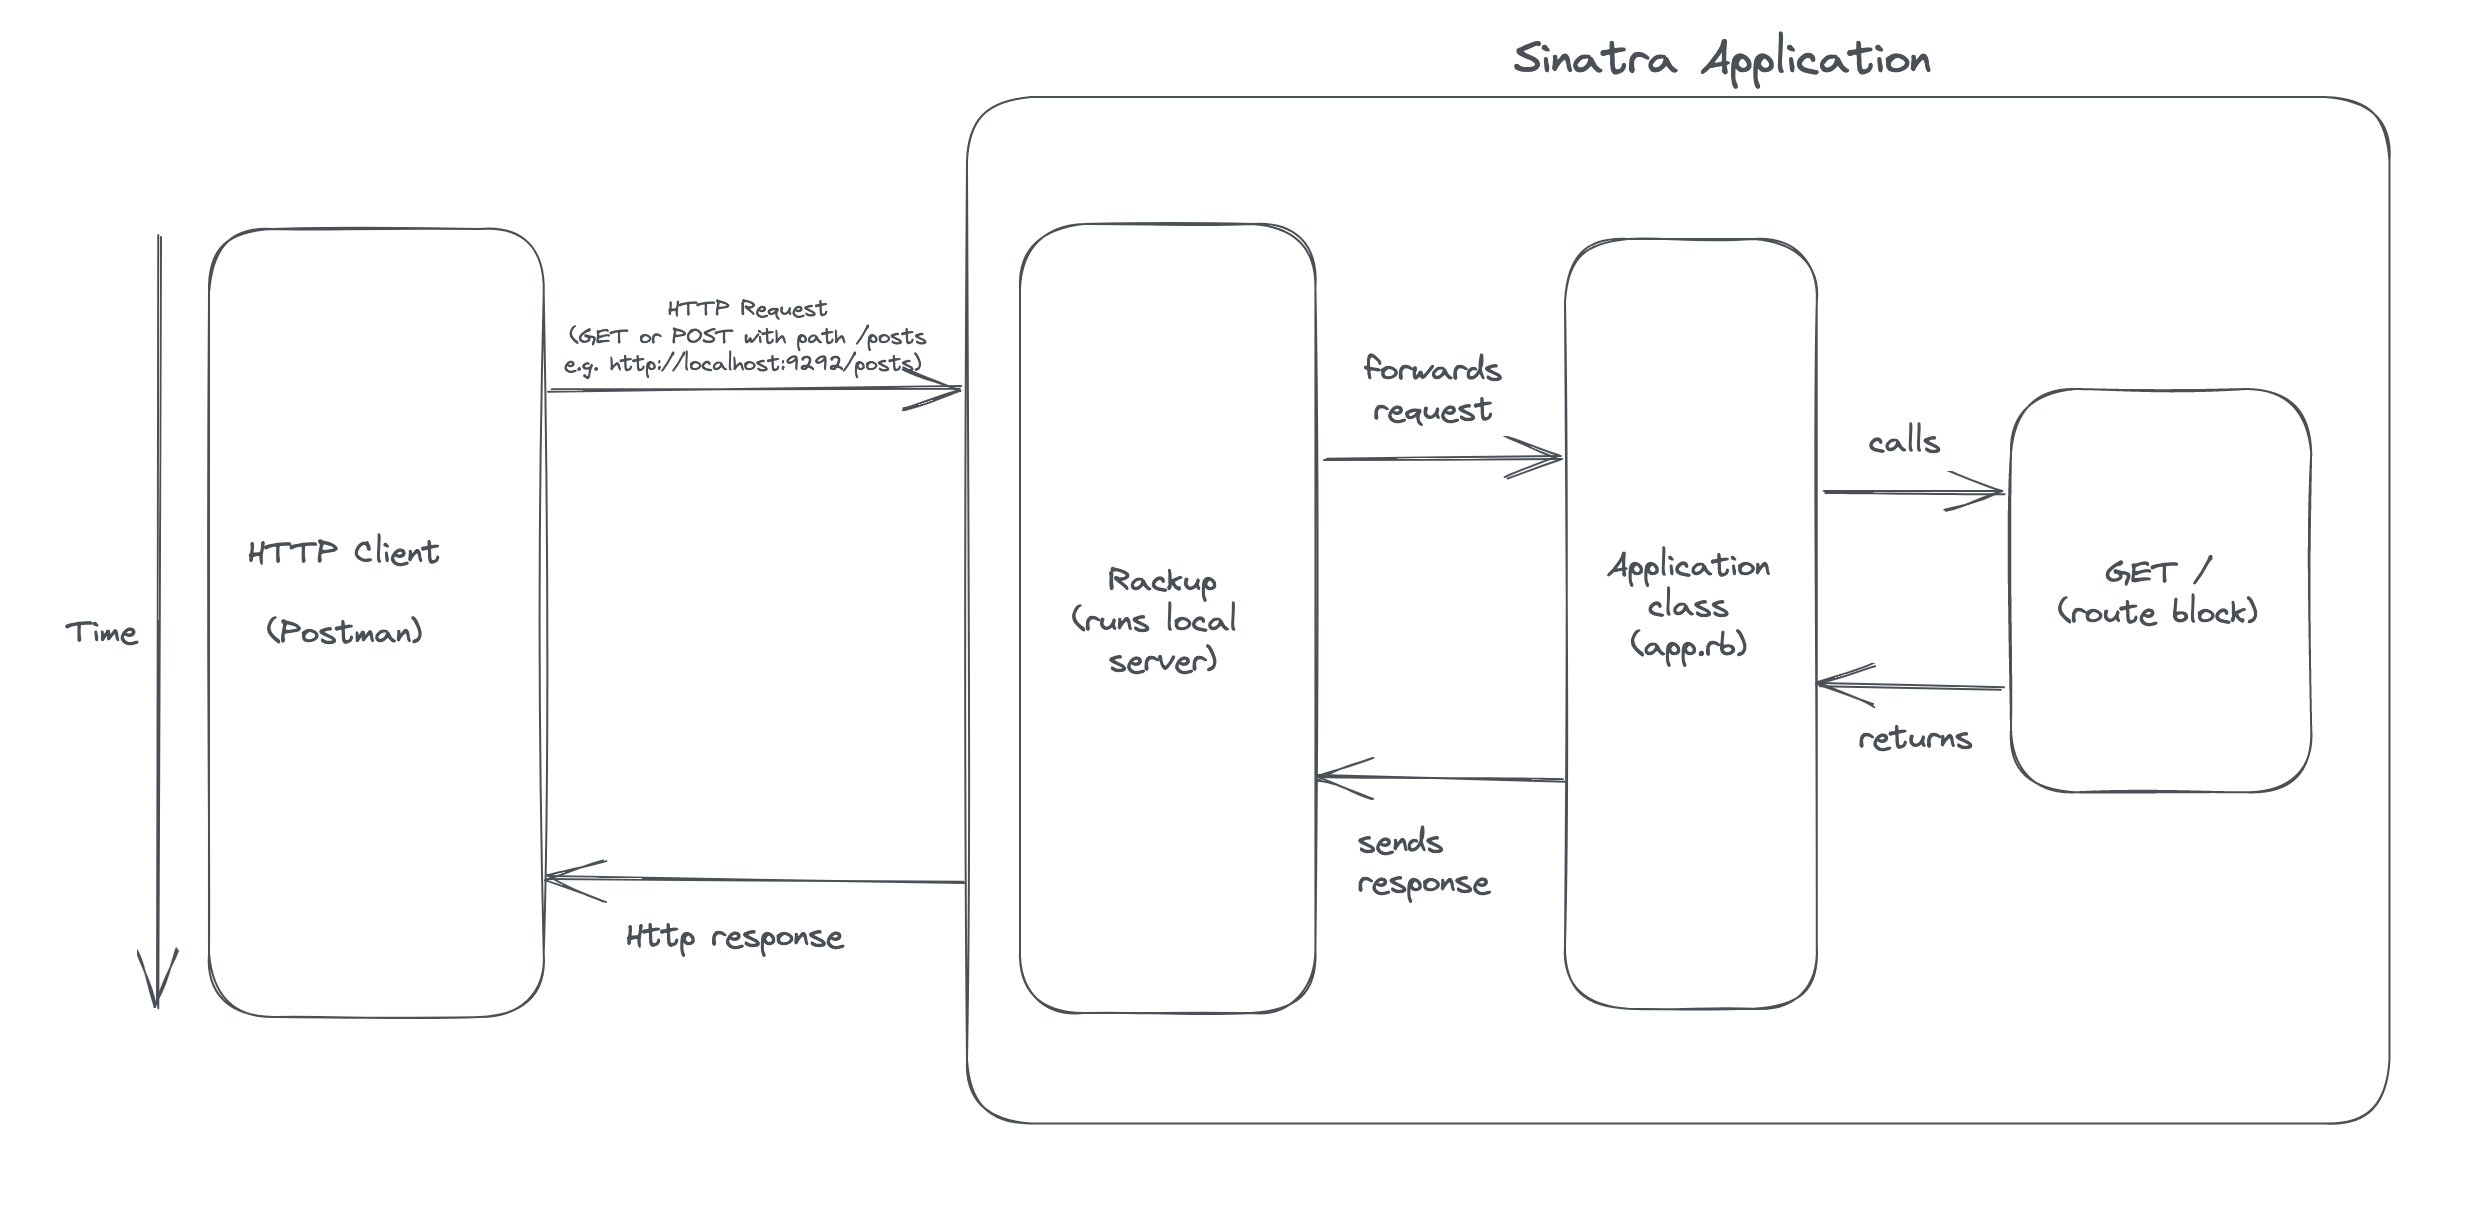 Sinatra Application
HTTP Request
(GET or POST with path /posts
e.g. http://localhost:9292/posts)
forwards
request
calls
HTTP Client
(Postman)
Time
Rackup
(runs local
server)
Application
class
(app.rb)
GET /
(route block)
returns
sends
response
Http response